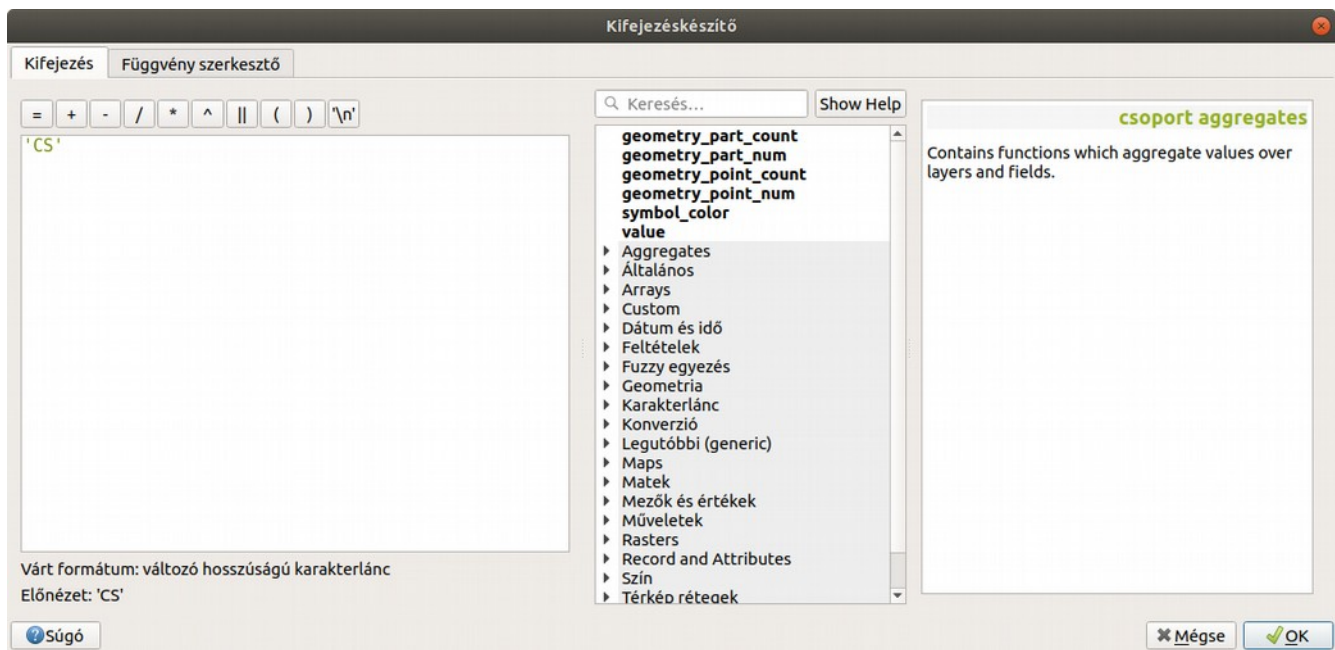 Kifejezéskészítő
Kifejezés
Függvény szerkesztő
= + - / * ^ || ( ) '\n'
'CS'
Várt formátum: változó hosszúságú karakterlánc
Előnézet: 'CS'
Keresés...
Show Help
geometry_part_count
geometry_part_num
geometry_point_count
geometry_point_num
symbol_color
value
Aggregates
Általános
Arrays
Custom
Dátum és idő
Feltételek
Fuzzy egyezés
Geometria
Karakterlánc
Konverzió
Legutóbbi (generic)
Maps
Matek
Mezők és értékek
Műveletek
Rasters
Record and Attributes
Szín
Térkép rétegek
csoport aggregates
Contains functions which aggregate values over
layers and fields.
Súgó
Mégse
OK